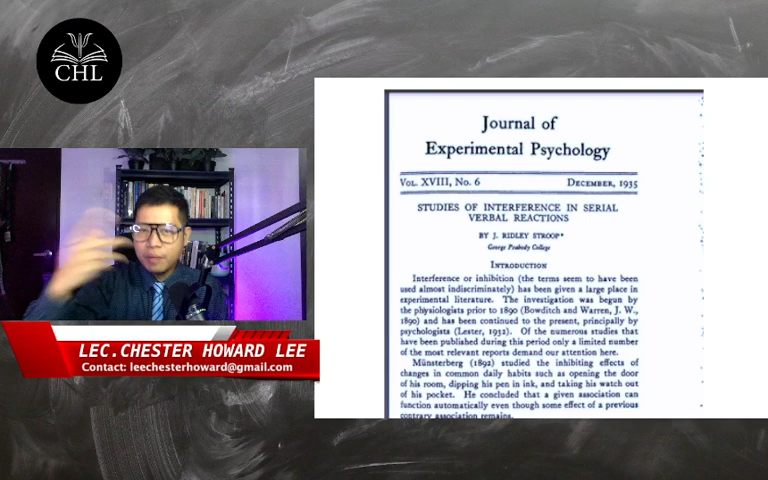 CHL
Journal of
Experimental Psychology
VOL. XVIII, No. 6 DECEMBER, 1935
STUDIES OF INTERFERENCE IN SERIAL
VERBAL REACTIONS
BY J. RIDLEY STROOP*
George Peabody College
INTRODUCTION
Interference or inhibition (the terms seem to have been
used almost indiscriminately) has been given a large place in
experimental literature. The investigation was begun by
the physiologists prior to 1890 (Bowditch and Warren, J. W.,
1890) and has been continued to the present, principally by
psychologists (Lester, 1932). Of the numerous studies that
have been published during this period only a limited number
of the most relevant reports demand our attention here.
Münsterberg (1892) studied the inhibiting effects of
changes in common daily habits such as opening the door
of his room, dipping his pen in ink, and taking his watch out
of his pocket. He concluded that a given association can
function automatically even though some effect of a previous
contrary association remains.
LEC.CHESTER HOWARD LEE
Contact: leechesterhoward@gmail.com